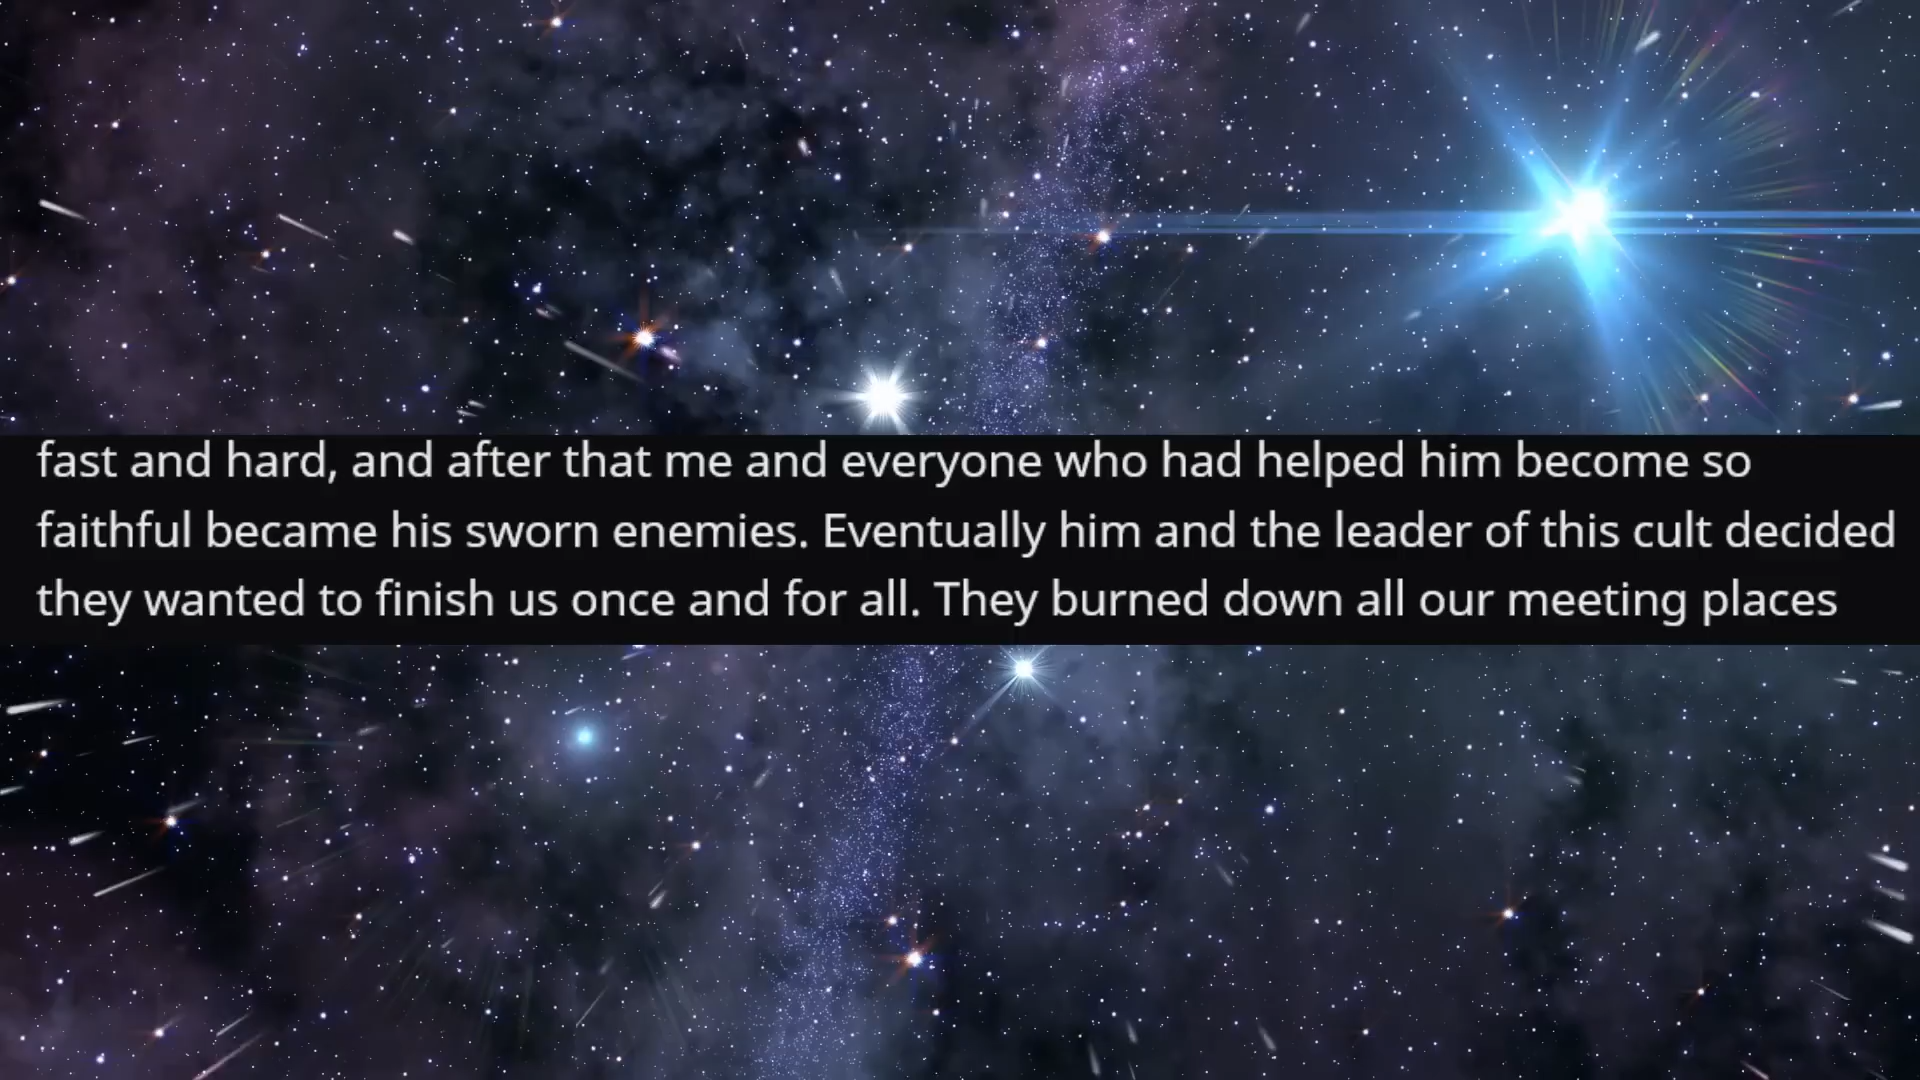 fast and hard, and after that me and everyone who had helped him become so
faithful became his sworn enemies. Eventually him and the leader of this cult decided
they wanted to finish us once and for all. They burned down all our meeting places